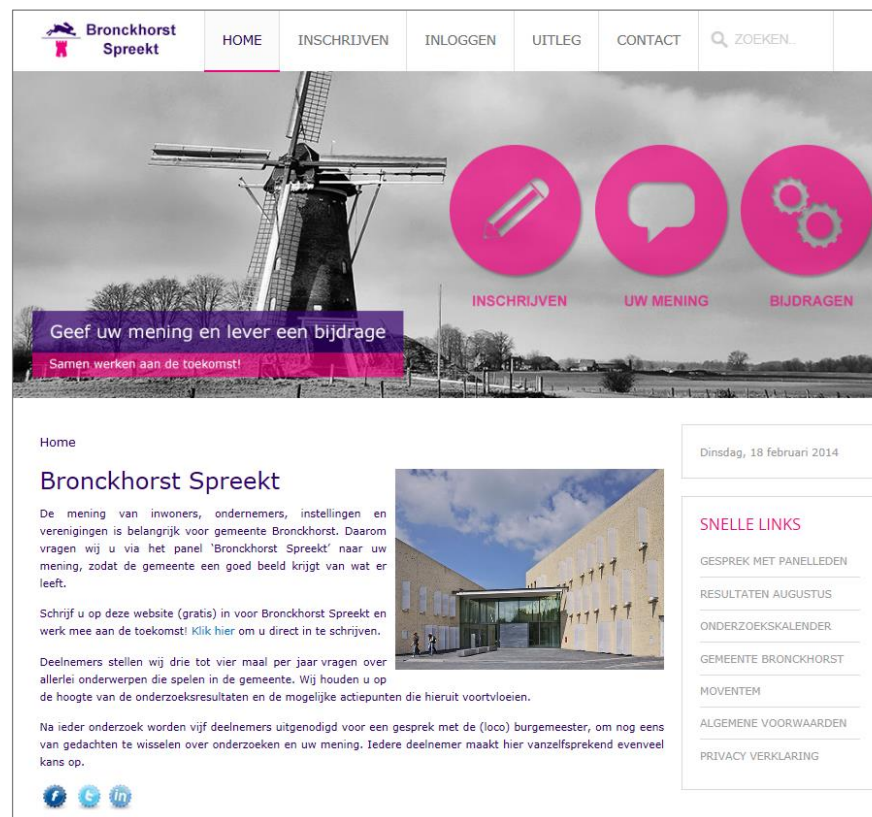 Bronckhorst
Spreekt
HOME
INSCHRIJVEN
INLOGGEN
UITLEG
CONTACT
ZOEKEN..
INSCHRIJVEN
UW MENING
BIJDRAGEN
Geef uw mening en lever een bijdrage
Samen werken aan de toekomst!
Home
Bronckhorst Spreekt
De mening van inwoners, ondernemers, instellingen en
verenigingen is belangrijk voor gemeente Bronckhorst. Daarom
vragen wij u via het panel ‘Bronckhorst Spreekt’ naar uw
mening, zodat de gemeente een goed beeld krijgt van wat er
leeft.
Schrijf u op deze website (gratis) in voor Bronckhorst Spreekt en
werk mee aan de toekomst! Klik hier om u direct in te schrijven.
Deelnemers stellen wij drie tot vier maal per jaar vragen over
allerlei onderwerpen die spelen in de gemeente. Wij houden u op
de hoogte van de onderzoeksresultaten en de mogelijke actiepunten die hieruit voortvloeien.
Na ieder onderzoek worden vijf deelnemers uitgenodigd voor een gesprek met de (loco) burgemeester, om nog eens
van gedachten te wisselen over onderzoeken en uw mening. Iedere deelnemer maakt hier vanzelfsprekend evenveel
kans op.
f
t
in
Dinsdag, 18 februari 2014
SNELLE LINKS
GESPREK MET PANELLEDEN
RESULTATEN AUGUSTUS
ONDERZOEKSKALENDER
GEMEENTE BRONCKHORST
MOVENTEM
ALGEMENE VOORWAARDEN
PRIVACY VERKLARING